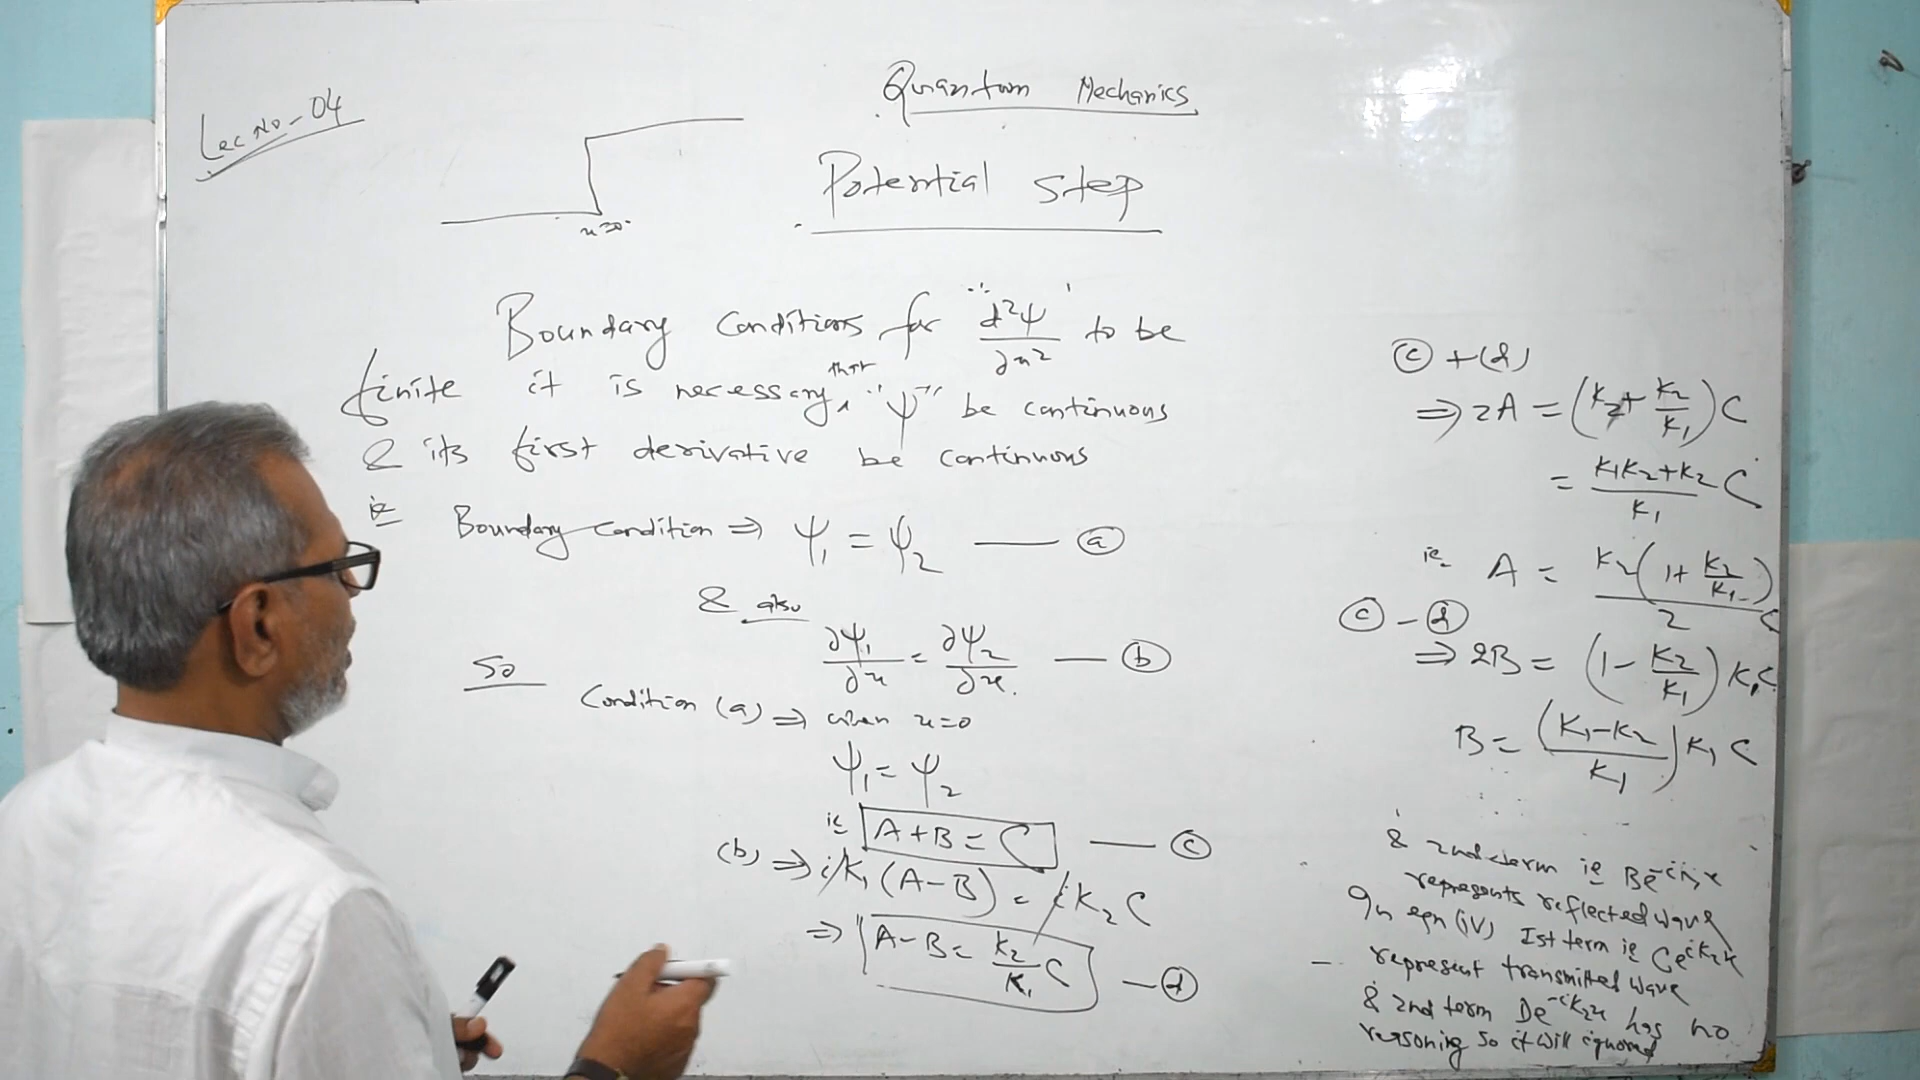 Lec No-04
Quantum Mechanics
Potential step
x=0
Boundary Conditions for "d²ψ/∂x²" to be
finite it is necessary that "ψ" be continuous
& its first derivative be continuous
ie Boundary condition ⇒ ψ₁ = ψ₂ — (a)
& also
∂ψ₁/∂x = ∂ψ₂/∂x. — (b)
So
Condition (a) ⇒ when x=0
ψ₁ = ψ₂
ie A+B = C — (c)
(b) ⇒ iK₁(A-B) = iK₂C
⇒ A-B = K₂/K₁ C — (d)
(c) + (d)
⇒ 2A = (K₂ + K₂/K₁) C
= K₁K₂+K₂/K₁ C
ie A = K₂(1+K₂/K₁)/2 C
(c) - (d)
⇒ 2B = (1 - K₂/K₁) K₁C
B = (K₁-K₂/K₁) K₁ C
& 2nd term ie Be⁻ⁱᴷ¹ˣ
represents reflected wave
In eqn (iv) Ist term ie Ceⁱᴷ²ˣ
represent transmitted wave
& 2nd term De⁻ⁱᴷ²ˣ has no
reasoning so it will ignored